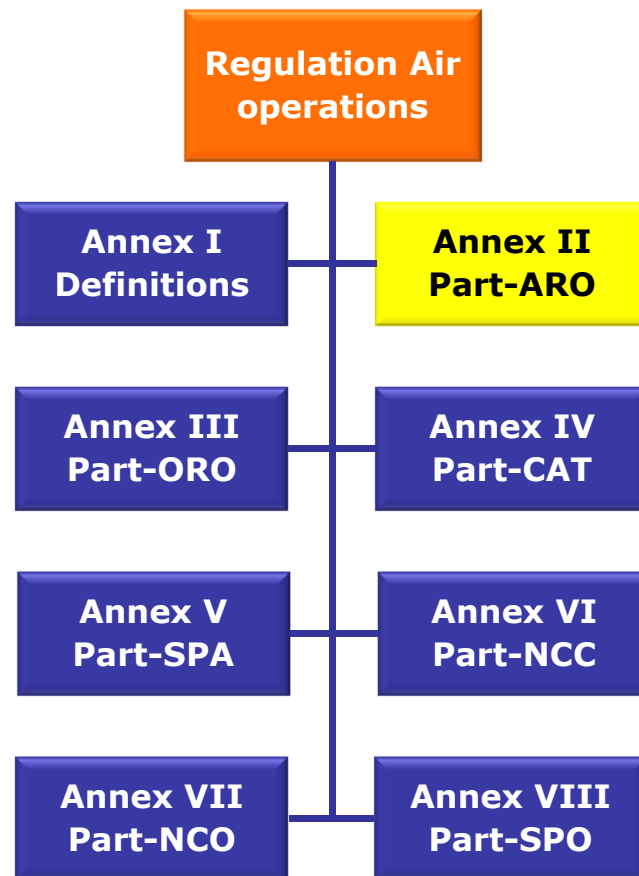 Regulation Air
operations
Annex I
Definitions
Annex II
Part-ARO
Annex III
Part-ORO
Annex IV
Part-CAT
Annex V
Part-SPA
Annex VI
Part-NCC
Annex VII
Part-NCO
Annex VIII
Part-SPO